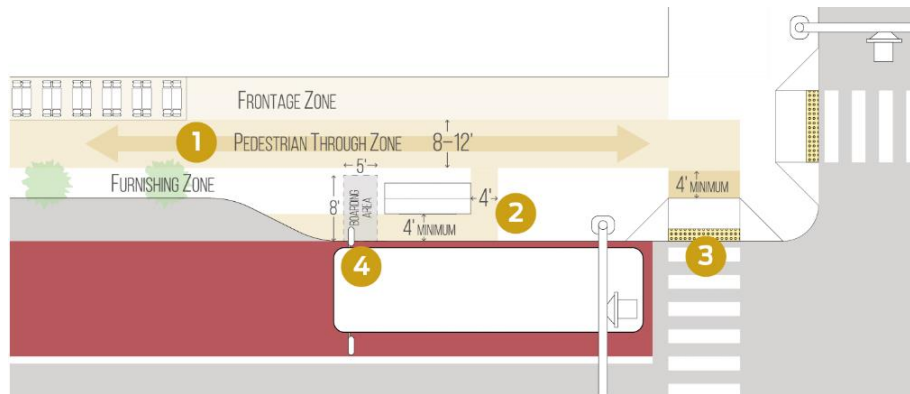 FRONTAGE ZONE
1
PEDESTRIAN THROUGH ZONE
8–12'
FURNISHING ZONE
5'
8'
BOARDING
AREA
4'
2
4' MINIMUM
4' MINIMUM
3
4